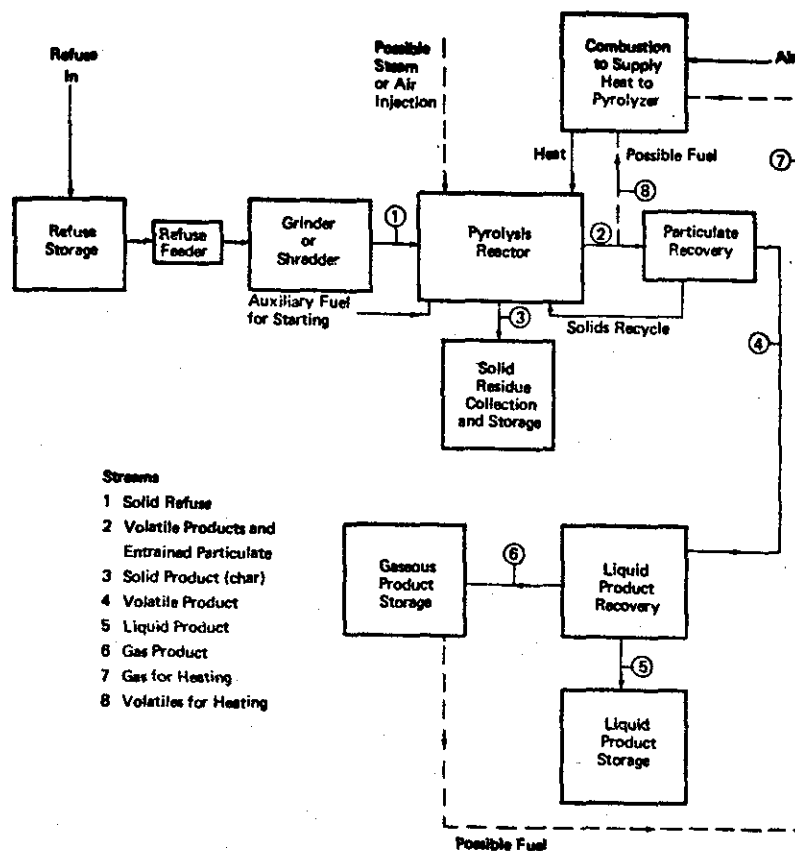 Refuse
In
Possible
Steam
or Air
Injection
Combustion
to Supply
Heat to
Pyrolyzer
Air
Heat
Possible Fuel
7
8
Refuse
Storage
Refuse
Feeder
Grinder
or
Shredder
1
Pyrolysis
Reactor
2
Particulate
Recovery
Auxiliary Fuel
for Starting
3
Solids Recycle
4
Solid
Residue
Collection
and Storage
Streams
1 Solid Refuse
2 Volatile Products and
Entrained Particulate
3 Solid Product (char)
4 Volatile Product
5 Liquid Product
6 Gas Product
7 Gas for Heating
8 Volatiles for Heating
Gaseous
Product
Storage
6
Liquid
Product
Recovery
5
Liquid
Product
Storage
Possible Fuel